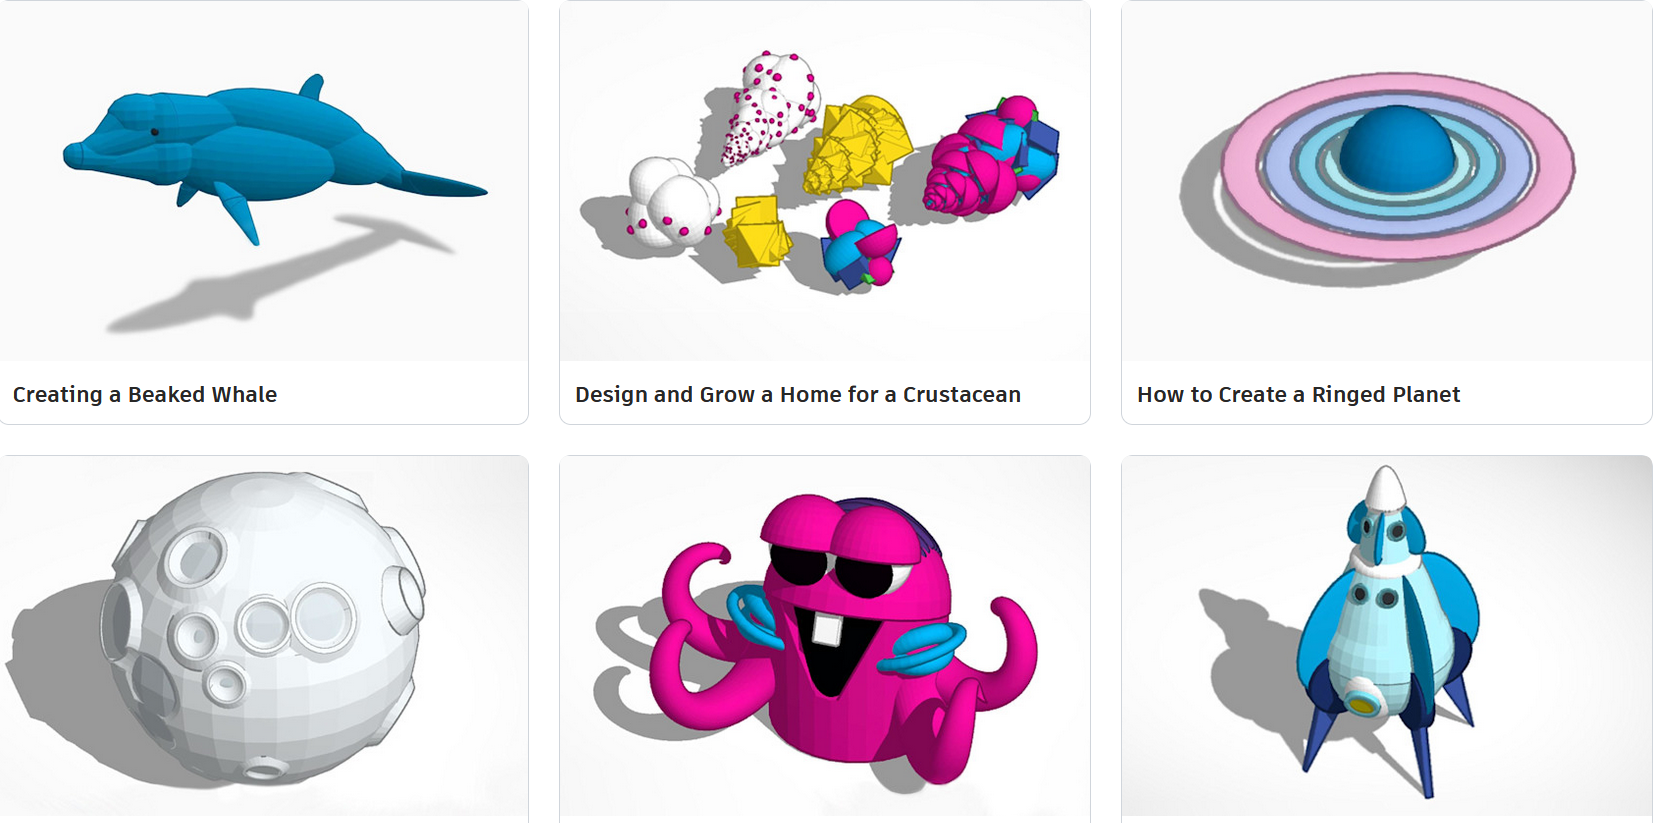 Creating a Beaked Whale
Design and Grow a Home for a Crustacean
How to Create a Ringed Planet